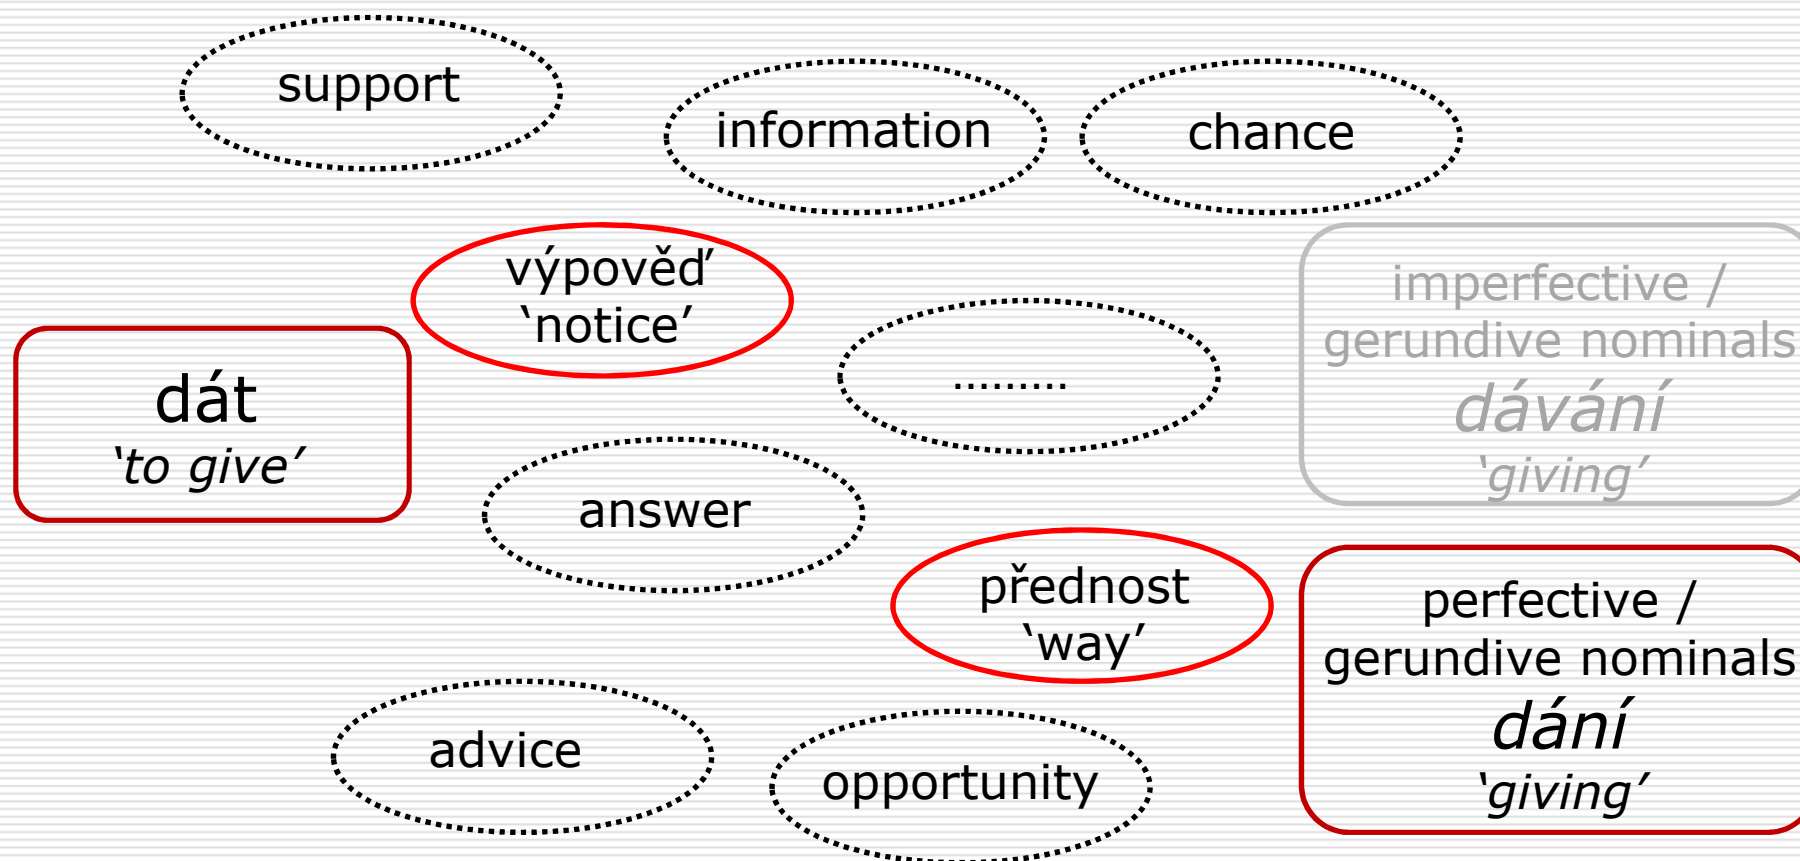 support
information
chance
výpověď
‘notice’
imperfective /
gerundive nominals
dávání
‘giving’
dát
‘to give’
………
answer
přednost
‘way’
perfective /
gerundive nominals
dání
‘giving’
advice
opportunity